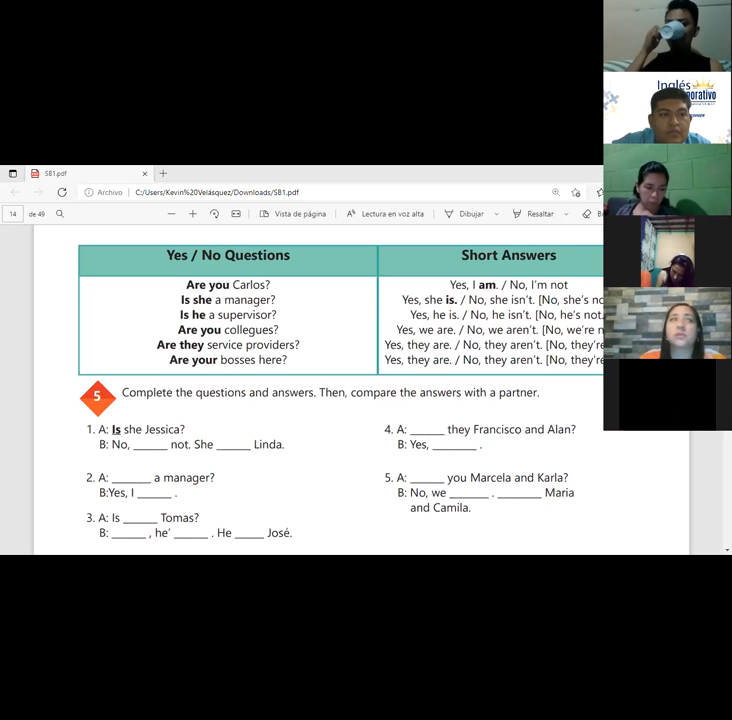 Inglés
orativo
SB1.pdf
Archivo
C:/Users/Kevin%20Velásquez/Downloads/SB1.pdf
14
de 49
Vista de página
Lectura en voz alta
Dibujar
Resaltar
Yes / No Questions
Short Answers
Are you Carlos?
Yes, I am. / No, I'm not
Is she a manager?
Yes, she is. / No, she isn't. [No, she's no
Is he a supervisor?
Yes, he is. / No, he isn't. [No, he's not.
Are you collegues?
Yes, we are. / No, we aren't. [No, we're n
Are they service providers?
Yes, they are. / No, they aren't. [No, they're
Are your bosses here?
Yes, they are. / No, they aren't. [No, they're
5 Complete the questions and answers. Then, compare the answers with a partner.
1. A: Is she Jessica?
B: No, ______ not. She _____ Linda.
2. A: _______ a manager?
B:Yes, I ______ .
3. A: Is ______ Tomas?
B: ______ , he' ______ . He _____ José.
4. A: ______ they Francisco and Alan?
B: Yes, ________ .
5. A: ______ you Marcela and Karla?
B: No, we _______ . ________ Maria
and Camila.